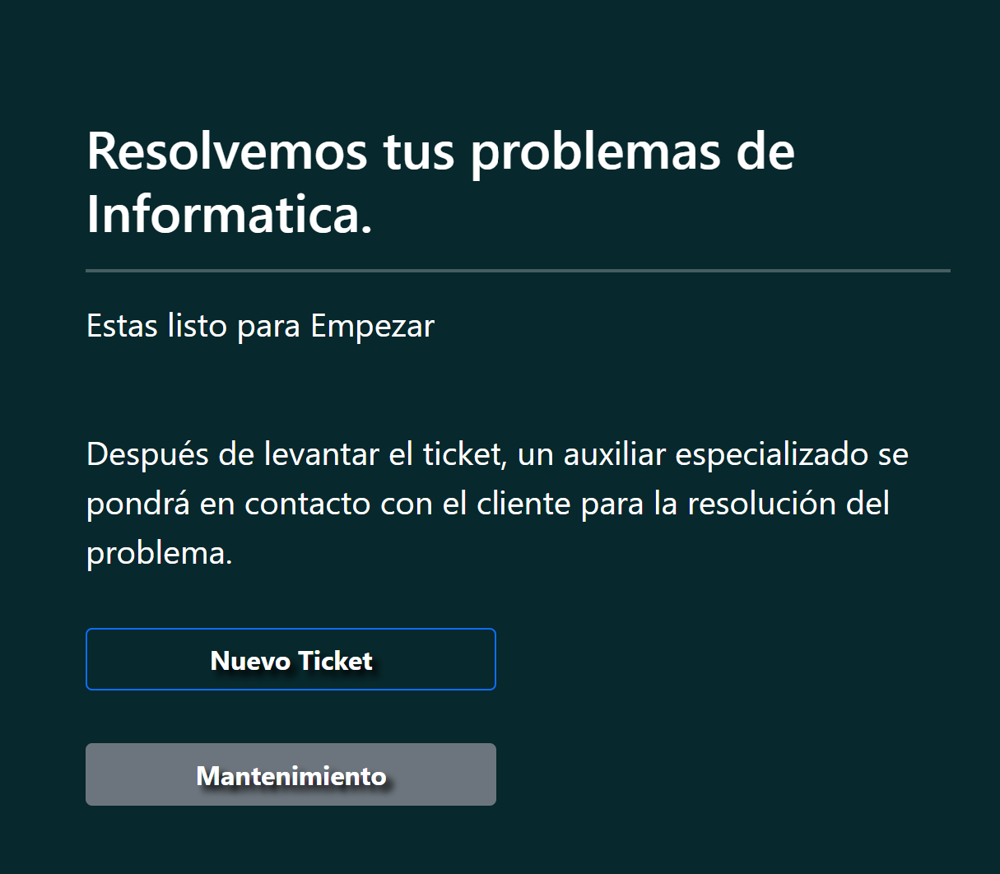 Resolvemos tus problemas de
Informatica.
Estas listo para Empezar
Después de levantar el ticket, un auxiliar especializado se
pondrá en contacto con el cliente para la resolución del
problema.
Nuevo Ticket
Mantenimiento